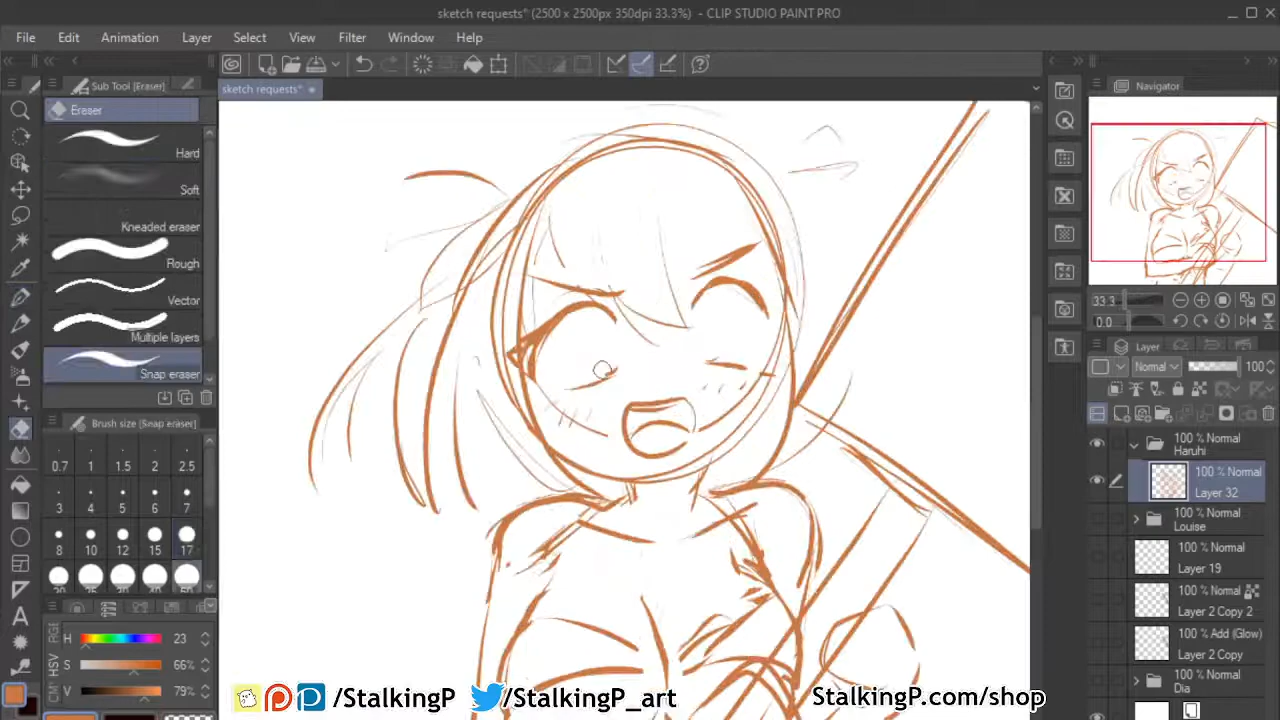 sketch requests* (2500 x 2500px 350dpi 33.3%) - CLIP STUDIO PAINT PRO
File Edit Animation Layer Select View Filter Window Help
Sub Tool [Eraser]
sketch requests*
Navigator
Eraser
Hard
Soft
Kneaded eraser
Rough
Vector
Multiple layers
Snap eraser
Brush size [Snap eraser]
0.7 1 1.5 2 2.5
3 4 5 6 7
8 10 12 15 17
H 23
S 66%
V 79%
33.3
0.0
Layer
Normal 100
100 % Normal
Haruhi
100 % Normal
Layer 32
100 % Normal
Louise
100 % Normal
Layer 19
100 % Normal
Layer 2 Copy 2
100 % Add (Glow)
Layer 2 Copy
100 % Normal
Dia
/StalkingP /StalkingP_art StalkingP.com/shop